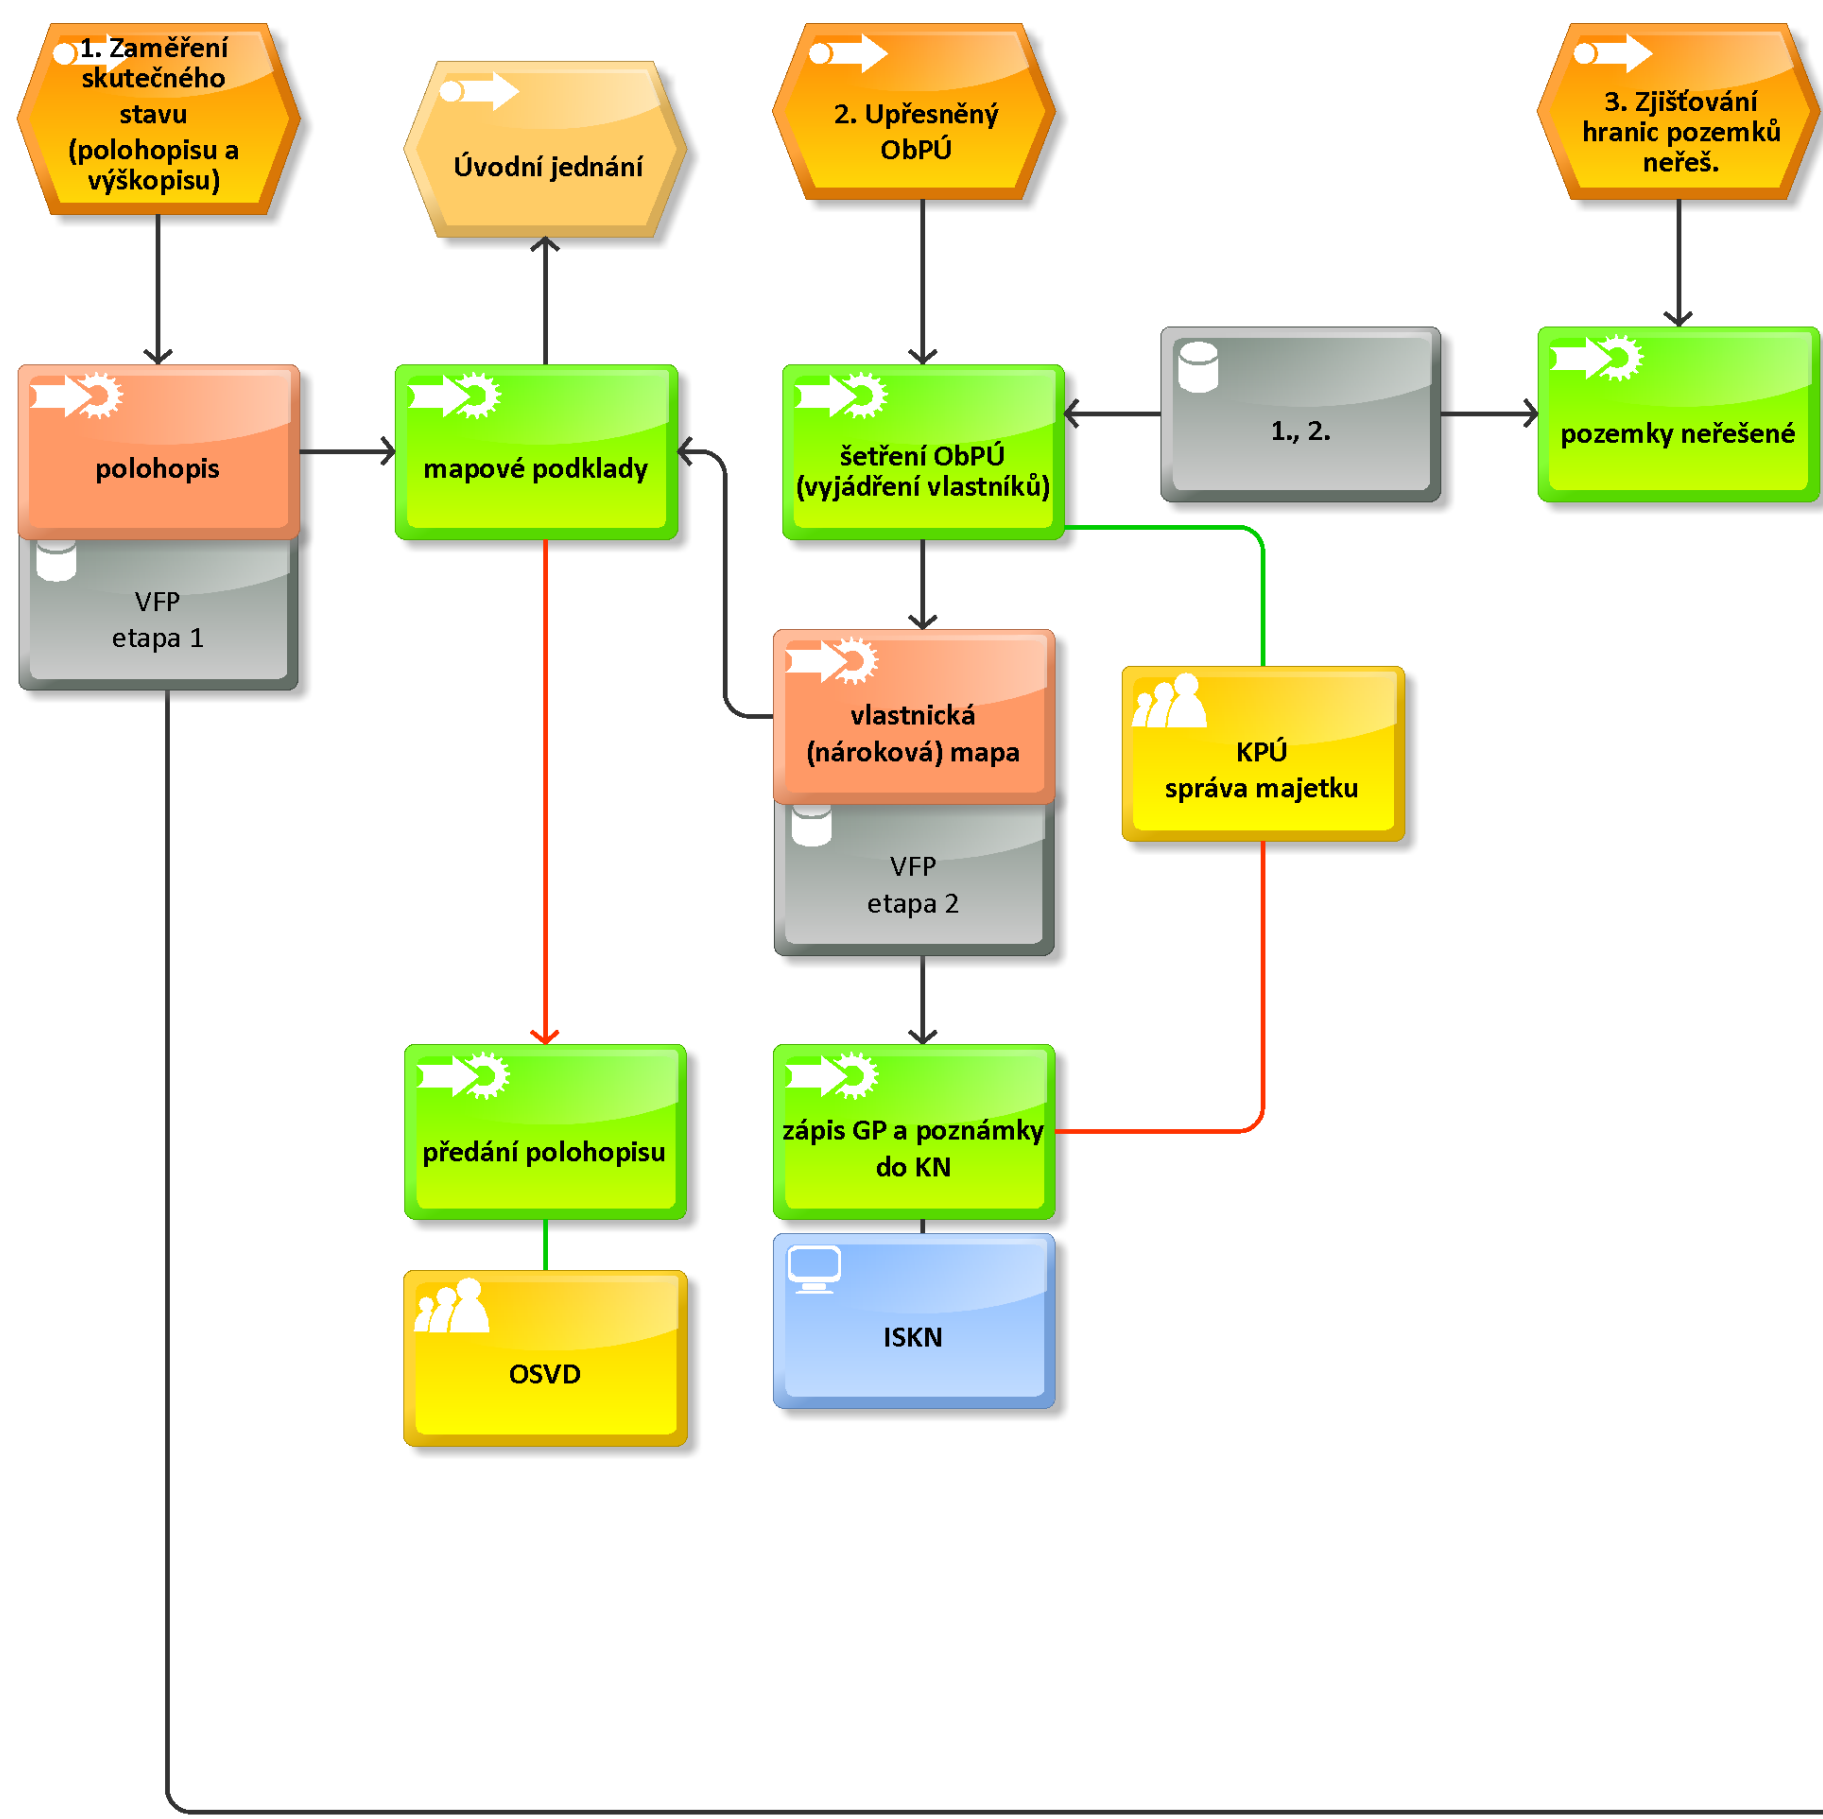 1. Zaměření
skutečného
stavu
(polohopisu a
výškopisu)
Úvodní jednání
2. Upřesněný
ObPÚ
3. Zjišťování
hranic pozemků
neřeš.
polohopis
mapové podklady
šetření ObPÚ
(vyjádření vlastníků)
1., 2.
pozemky neřešené
VFP
etapa 1
vlastnická
(nároková) mapa
KPÚ
správa majetku
VFP
etapa 2
předání polohopisu
zápis GP a poznámky
do KN
OSVD
ISKN